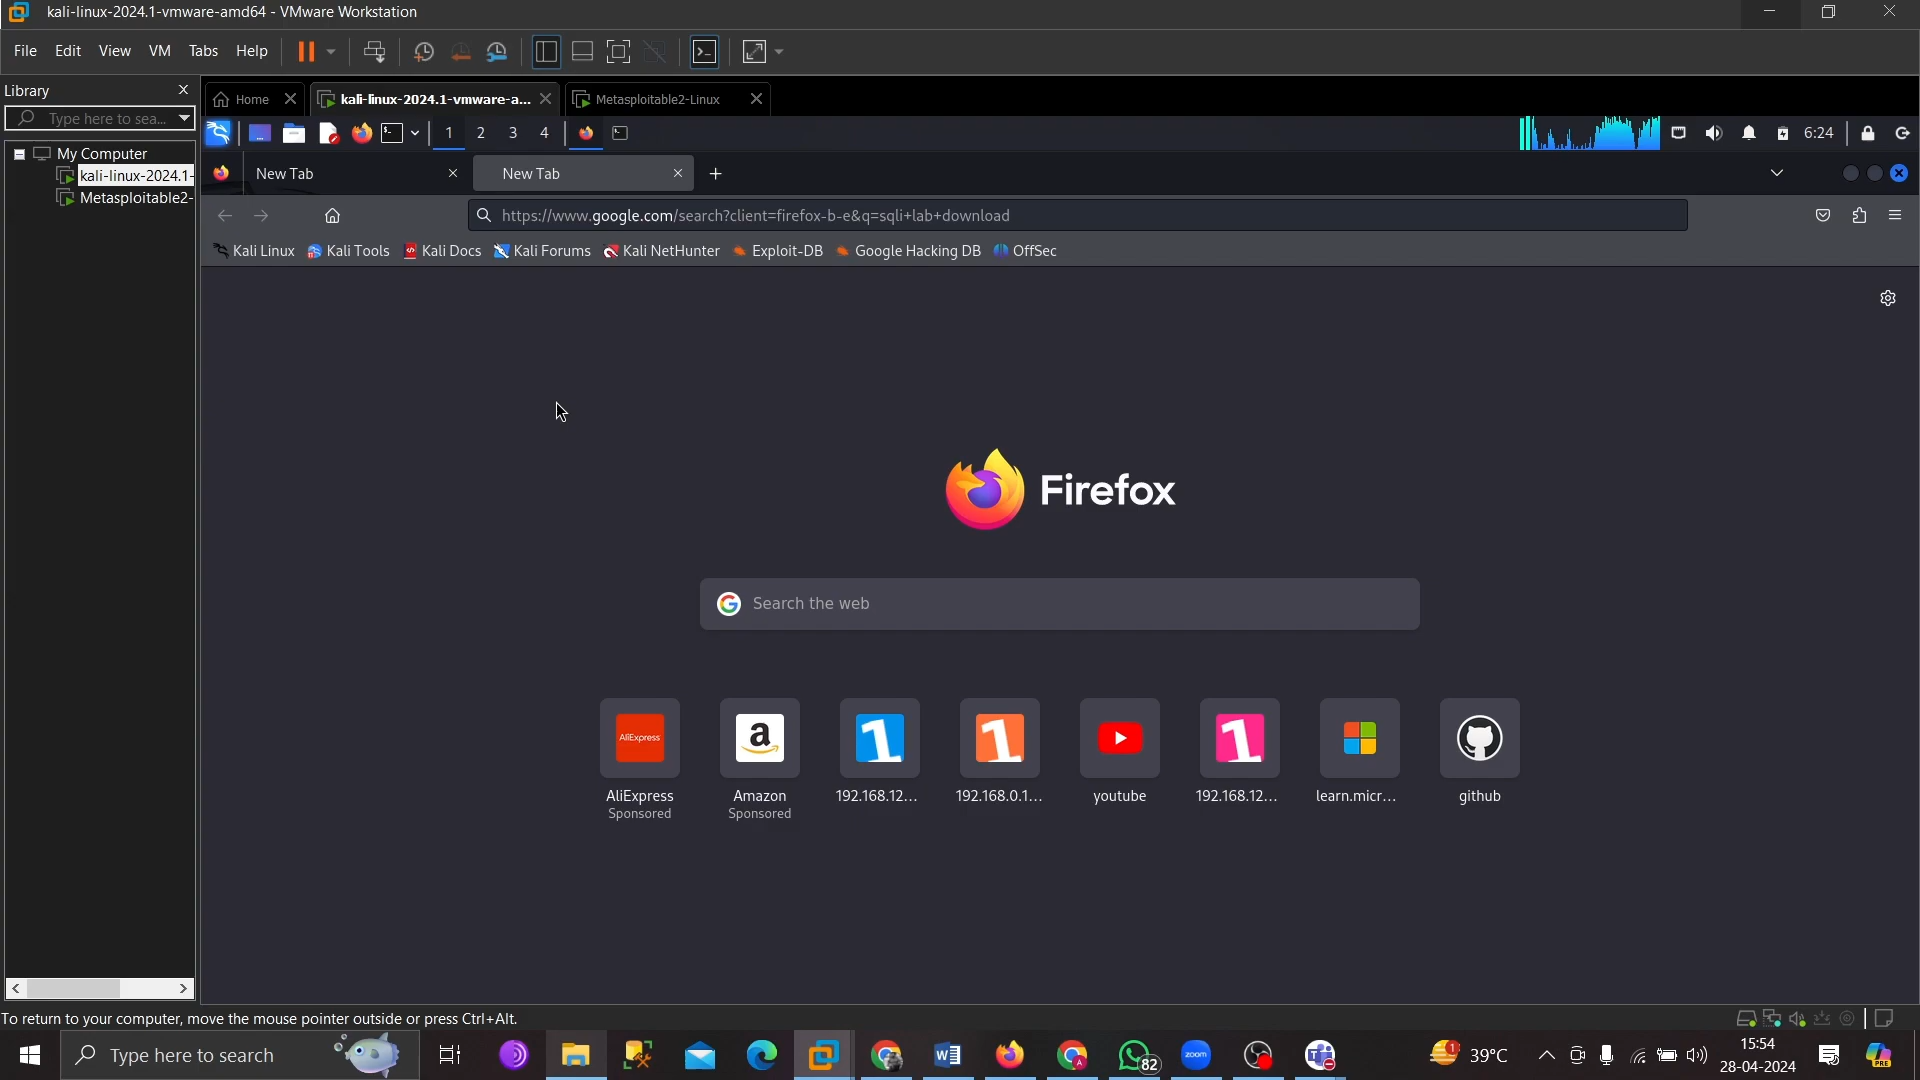 kali-linux-2024.1-vmware-amd64 - VMware Workstation
File Edit View VM Tabs Help
Library
Type here to sea...
My Computer
kali-linux-2024.1-
Metasploitable2-
Home
kali-linux-2024.1-vmware-a...
Metasploitable2-Linux
1 2 3 4
6:24
New Tab
New Tab
https://www.google.com/search?client=firefox-b-e&q=sqli+lab+download
Kali Linux Kali Tools Kali Docs Kali Forums Kali NetHunter Exploit-DB Google Hacking DB OffSec
Firefox
Search the web
AliExpress
AliExpress
Sponsored
Amazon
Sponsored
192.168.12...
192.168.0.1...
youtube
192.168.12...
learn.micr...
github
To return to your computer, move the mouse pointer outside or press Ctrl+Alt.
Type here to search
zoom
82
1
39°C
15:54
28-04-2024
PRE